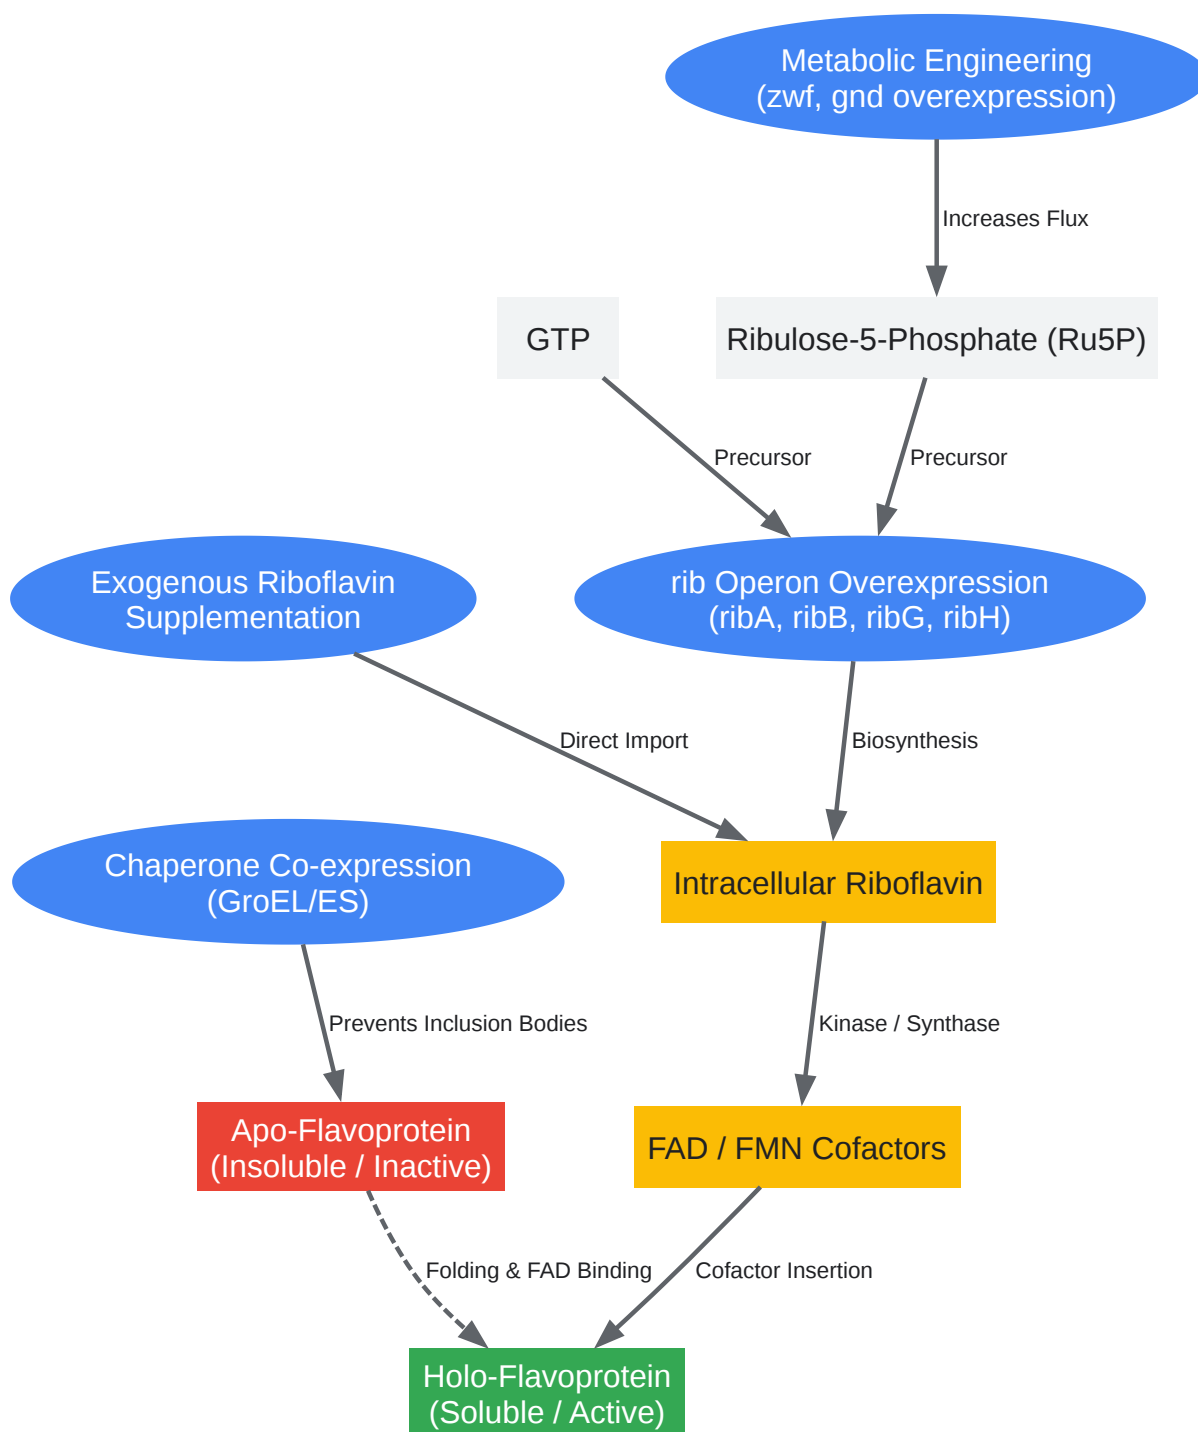 Metabolic Engineering
(zwf, gnd overexpression)
Increases Flux
GTP
Ribulose-5-Phosphate (Ru5P)
Precursor
Precursor
Exogenous Riboflavin
Supplementation
rib Operon Overexpression
(ribA, ribB, ribG, ribH)
Direct Import
Biosynthesis
Chaperone Co-expression
(GroEL/ES)
Intracellular Riboflavin
Prevents Inclusion Bodies
Kinase / Synthase
Apo-Flavoprotein
(Insoluble / Inactive)
FAD / FMN Cofactors
Folding & FAD Binding
Cofactor Insertion
Holo-Flavoprotein
(Soluble / Active)